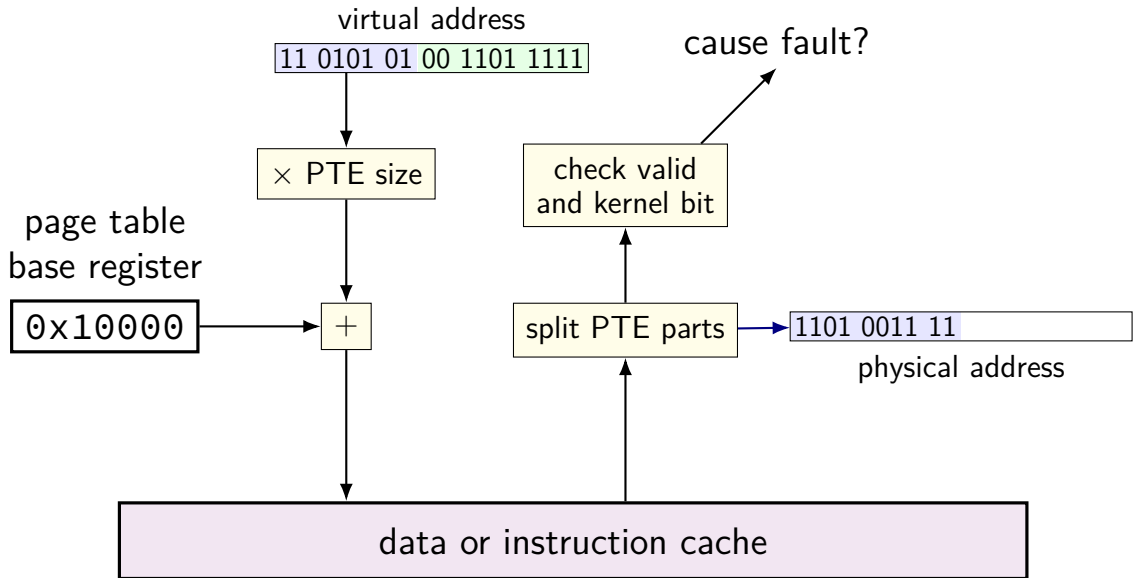 virtual address
11 0101 01 00 1101 1111
cause fault?
× PTE size
check valid
and kernel bit
page table
base register
0x10000
+
split PTE parts
1101 0011 11
physical address
data or instruction cache